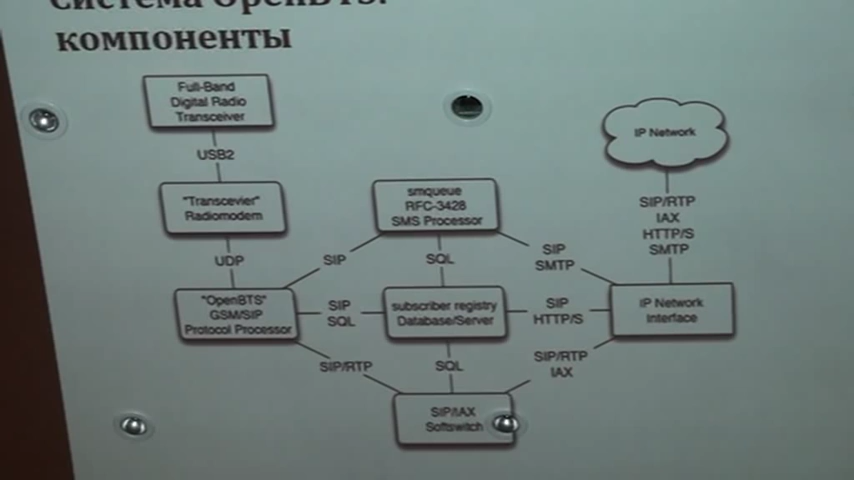 Система OpenBTS:
компоненты
Full-Band
Digital Radio
Transceiver
USB2
"Transcevier"
Radiomodem
UDP
"OpenBTS"
GSM/SIP
Protocol Processor
smqueue
RFC-3428
SMS Processor
SIP
SQL
SIP
SMTP
SIP
SQL
subscriber registry
Database/Server
SIP
HTTP/S
SIP/RTP
SQL
SIP/RTP
IAX
SIP/IAX
Softswitch
IP Network
SIP/RTP
IAX
HTTP/S
SMTP
IP Network
Interface